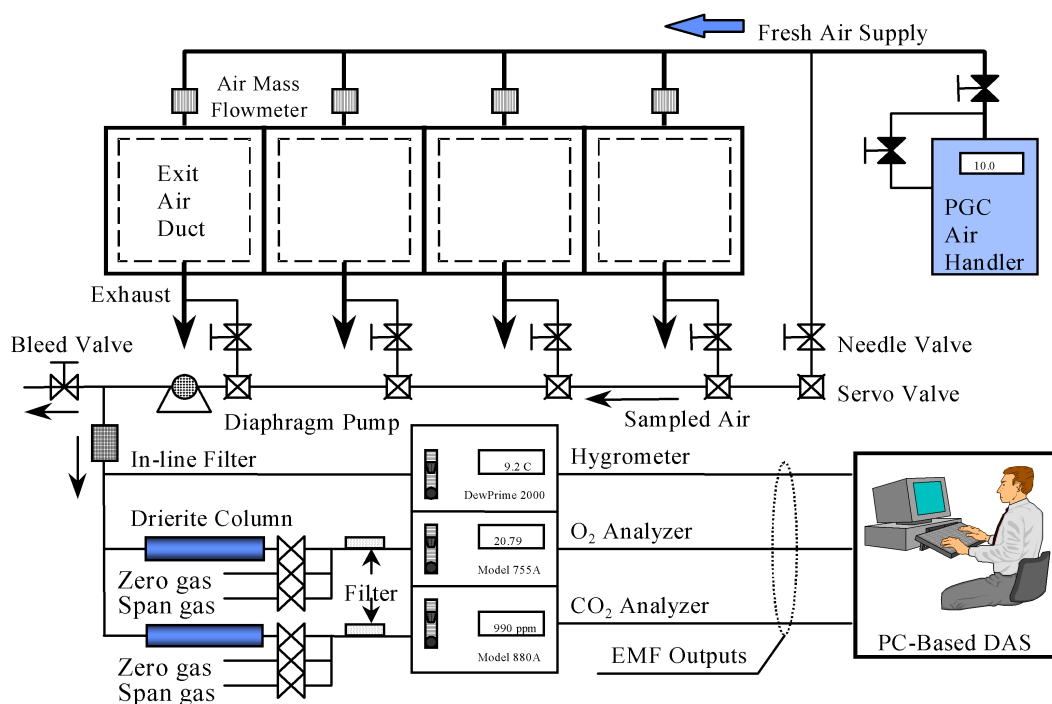 Fresh Air Supply
Air Mass
Flowmeter
Exit
Air
Duct
10.0
PGC
Air
Handler
Exhaust
Bleed Valve
Needle Valve
Servo Valve
Diaphragm Pump
Sampled Air
In-line Filter
9.2 C
DewPrime 2000
Hygrometer
Drierite Column
20.79
Model 755A
O2 Analyzer
Zero gas
Span gas
Filter
990 ppm
Model 880A
CO2 Analyzer
Zero gas
Span gas
EMF Outputs
PC-Based DAS